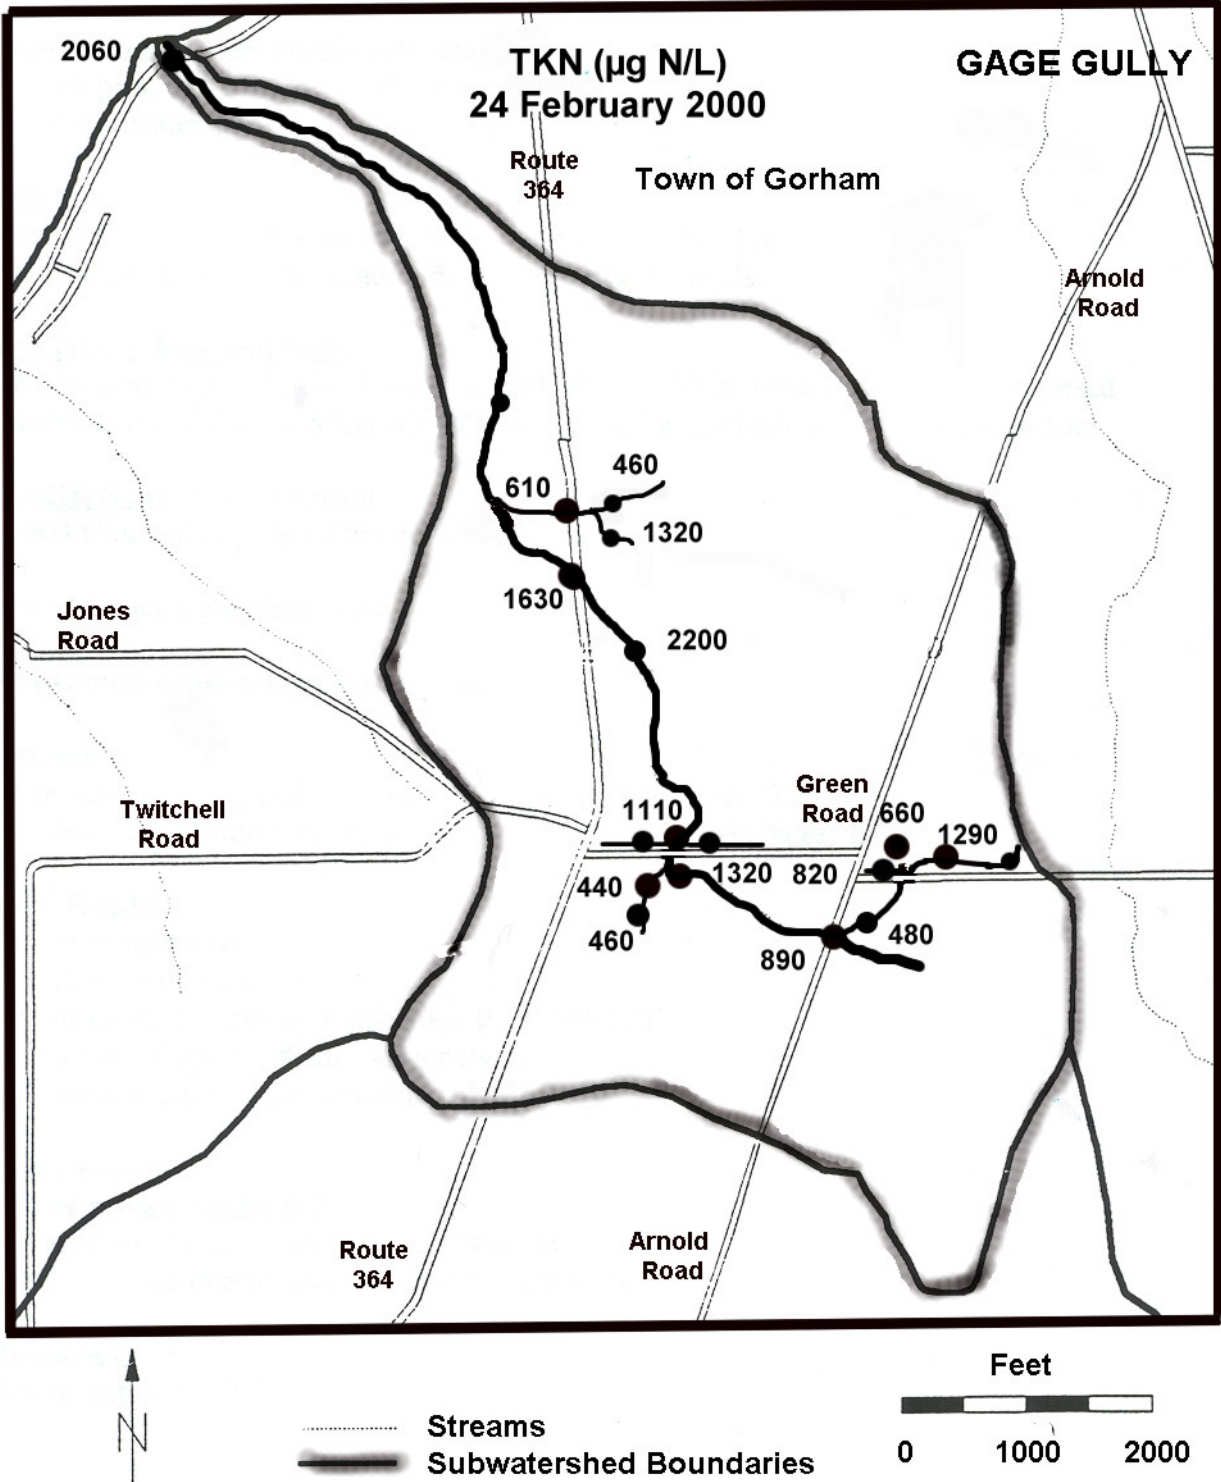 2060
TKN (µg N/L)
24 February 2000
GAGE GULLY
Route
364
Town of Gorham
Arnold
Road
460
610
1320
1630
Jones
Road
2200
Twitchell
Road
1110
Green
Road
660
1290
440
1320
820
460
480
890
Route
364
Arnold
Road
N
Streams
Subwatershed Boundaries
Feet
0 1000 2000